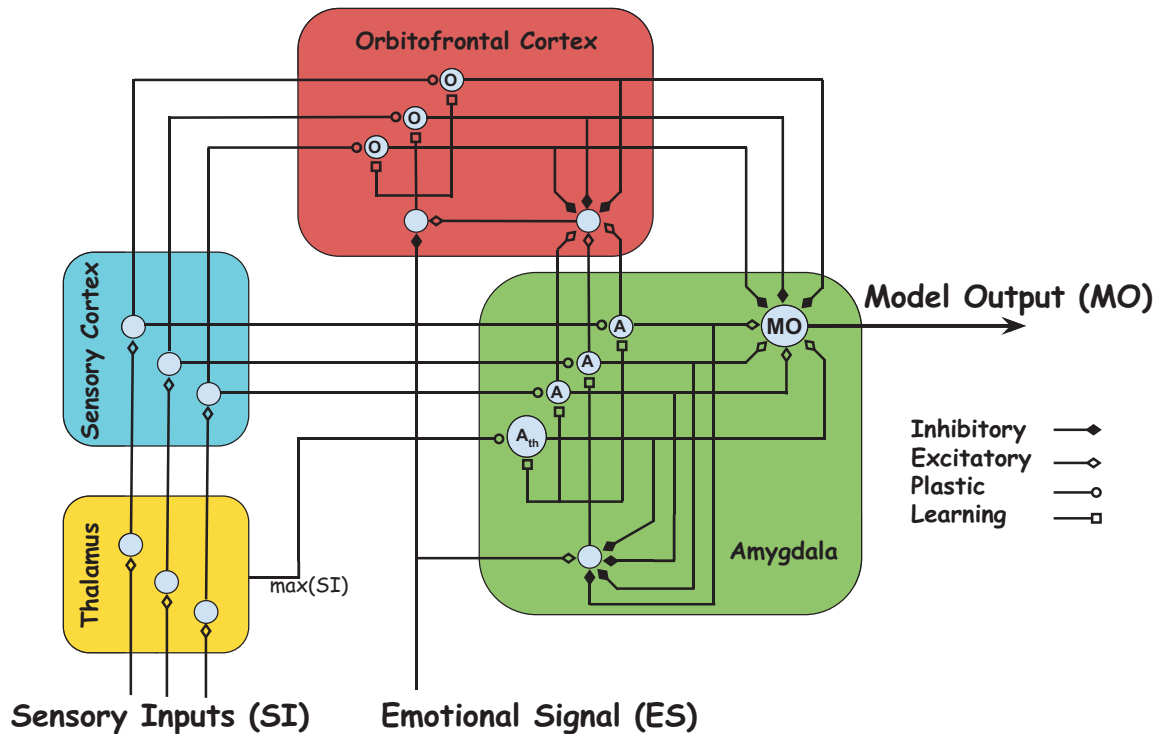 Orbitofrontal Cortex
O
O
O
Sensory Cortex
Model Output (MO)
A
MO
A
A
A_th
Inhibitory
Excitatory
Plastic
Learning
Thalamus
max(SI)
Amygdala
Sensory Inputs (SI)
Emotional Signal (ES)